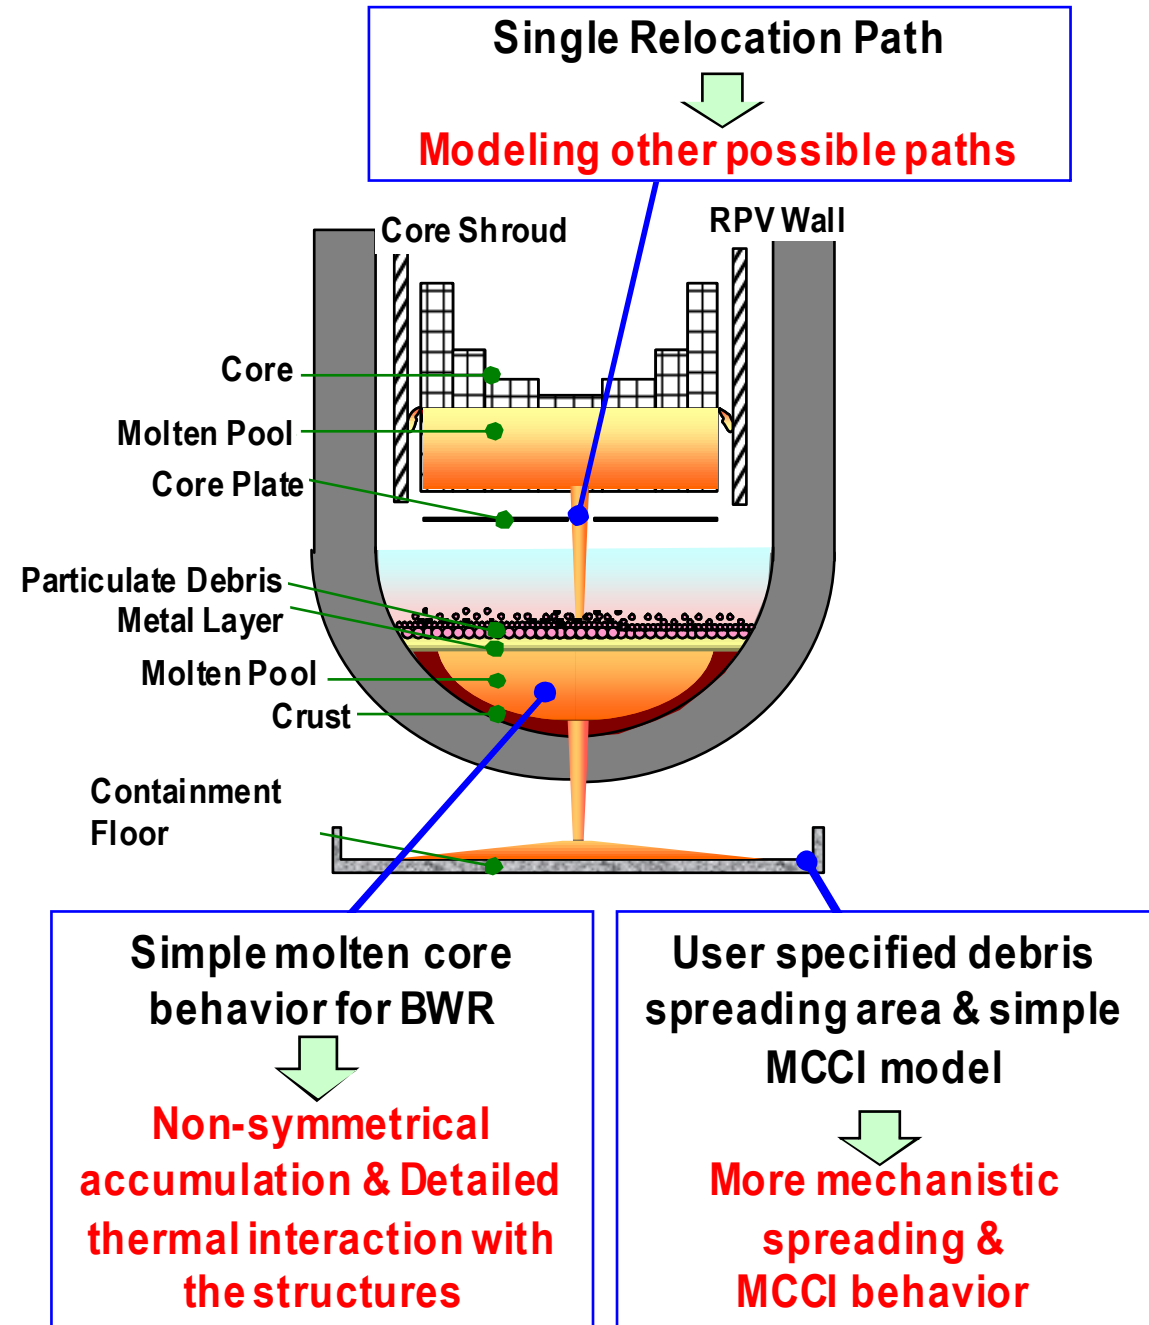 Single Relocation Path
Modeling other possible paths
Core Shroud
RPV Wall
Core
Molten Pool
Core Plate
Particulate Debris
Metal Layer
Molten Pool
Crust
Containment
Floor
Simple molten core
behavior for BWR
Non-symmetrical
accumulation & Detailed
thermal interaction with
the structures
User specified debris
spreading area & simple
MCCI model
More mechanistic
spreading &
MCCI behavior